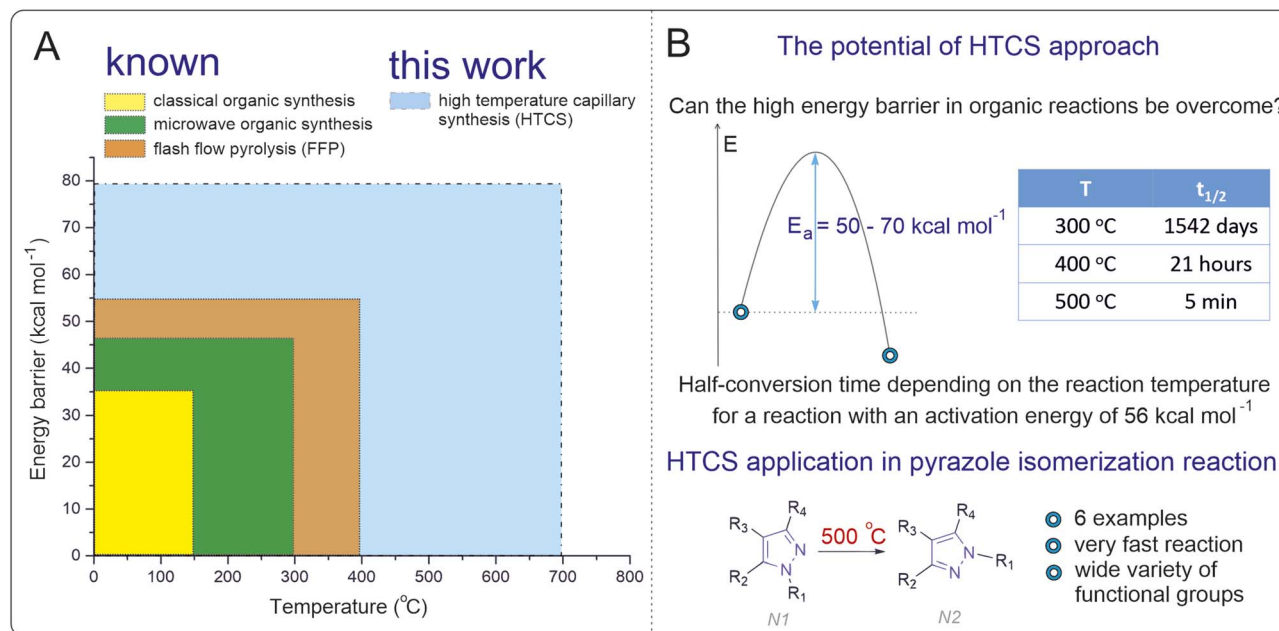 A
known
this work
classical organic synthesis
microwave organic synthesis
flash flow pyrolysis (FFP)
high temperature capillary
synthesis (HTCS)
Energy barrier (kcal mol⁻¹)
80
70
60
50
40
30
20
10
0
0 100 200 300 400 500 600 700 800
Temperature (°C)
B
The potential of HTCS approach
Can the high energy barrier in organic reactions be overcome?
E
Eₐ = 50 - 70 kcal mol⁻¹
T t₁/₂
300 °C 1542 days
400 °C 21 hours
500 °C 5 min
Half-conversion time depending on the reaction temperature
for a reaction with an activation energy of 56 kcal mol⁻¹
HTCS application in pyrazole isomerization reaction
R₄
R₃
N
N
R₂
R₁
N1
500 °C
R₄
R₃
N
R₁
N
R₂
N2
6 examples
very fast reaction
wide variety of
functional groups